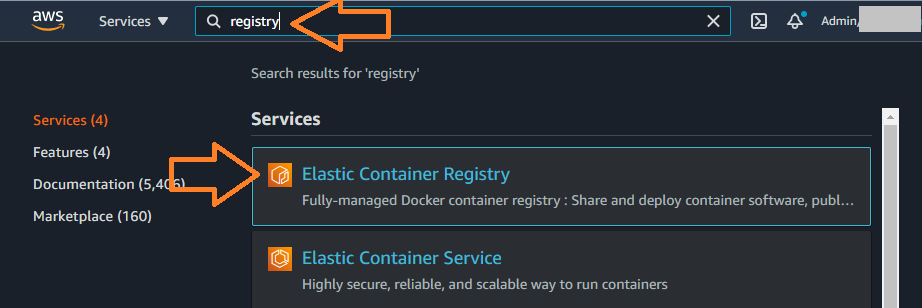 aws
Services ▼
registry
Admin/
Search results for 'registry'
Services (4)
Features (4)
Documentation (5,406)
Marketplace (160)
Services
Elastic Container Registry
Fully-managed Docker container registry : Share and deploy container software, publ...
Elastic Container Service
Highly secure, reliable, and scalable way to run containers